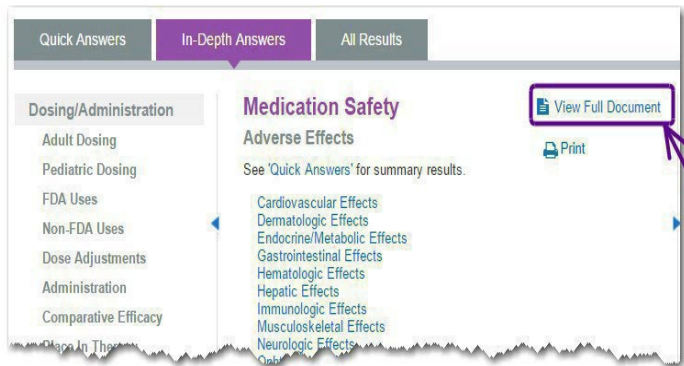 Quick Answers
In-Depth Answers
All Results
Dosing/Administration
Adult Dosing
Pediatric Dosing
FDA Uses
Non-FDA Uses
Dose Adjustments
Administration
Comparative Efficacy
Place In
Medication Safety
Adverse Effects
See 'Quick Answers' for summary results.
Cardiovascular Effects
Dermatologic Effects
Endocrine/Metabolic Effects
Gastrointestinal Effects
Hematologic Effects
Hepatic Effects
Immunologic Effects
Musculoskeletal Effects
Neurologic Effects
View Full Document
Print